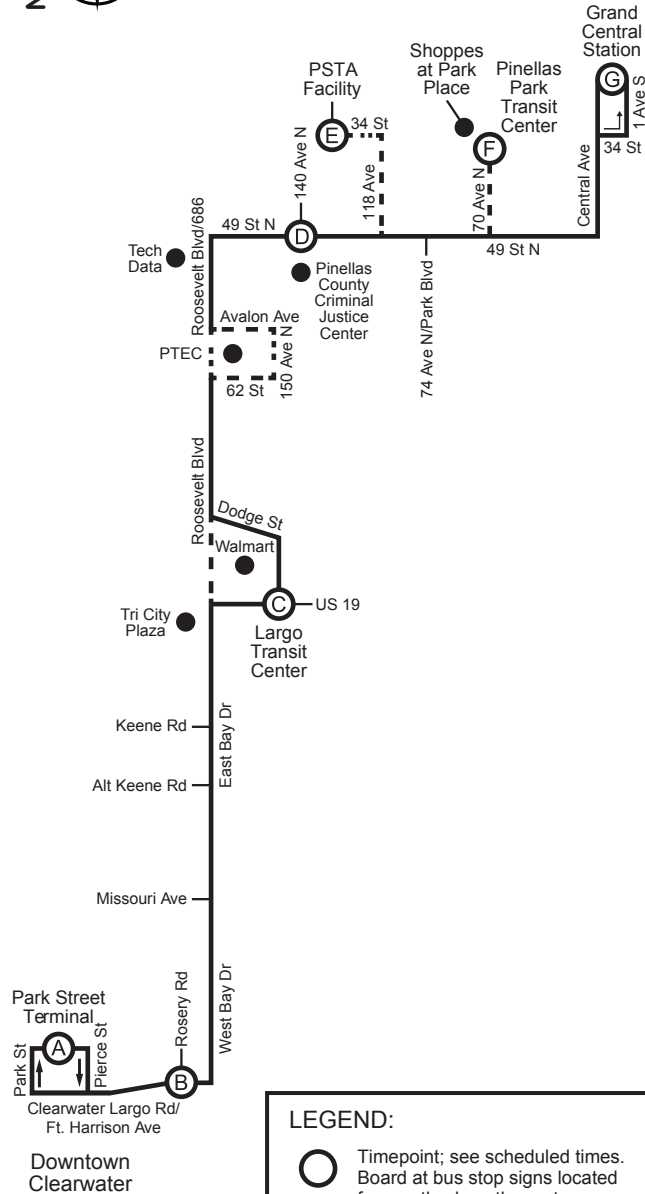 N
Grand
Central
Station
G
1 Ave S
34 St
Central Ave
Shoppes
at Park
Place
Pinellas
Park
Transit
Center
F
70 Ave N
PSTA
Facility
E
34 St
140 Ave N
118 Ave
49 St N
D
49 St N
Roosevelt Blvd/686
Tech
Data
Pinellas
County
Criminal
Justice
Center
74 Ave N/Park Blvd
Avalon Ave
PTEC
150 Ave N
62 St
Roosevelt Blvd
Dodge St
Walmart
C
US 19
Tri City
Plaza
Largo
Transit
Center
Keene Rd
East Bay Dr
Alt Keene Rd
Missouri Ave
West Bay Dr
Rosery Rd
Park Street
Terminal
A
Park St
Pierce St
B
Clearwater Largo Rd/
Ft. Harrison Ave
Downtown
Clearwater
LEGEND:
Timepoint; see scheduled times.
Board at bus stop signs located